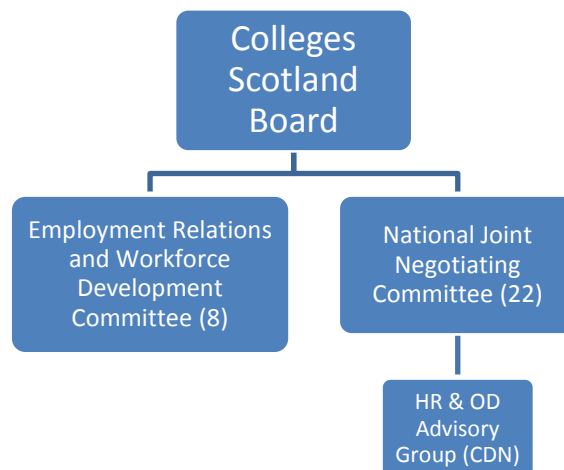 Colleges
Scotland
Board
Employment Relations
and Workforce
Development
Committee (8)
National Joint
Negotiating
Committee (22)
HR & OD
Advisory
Group (CDN)